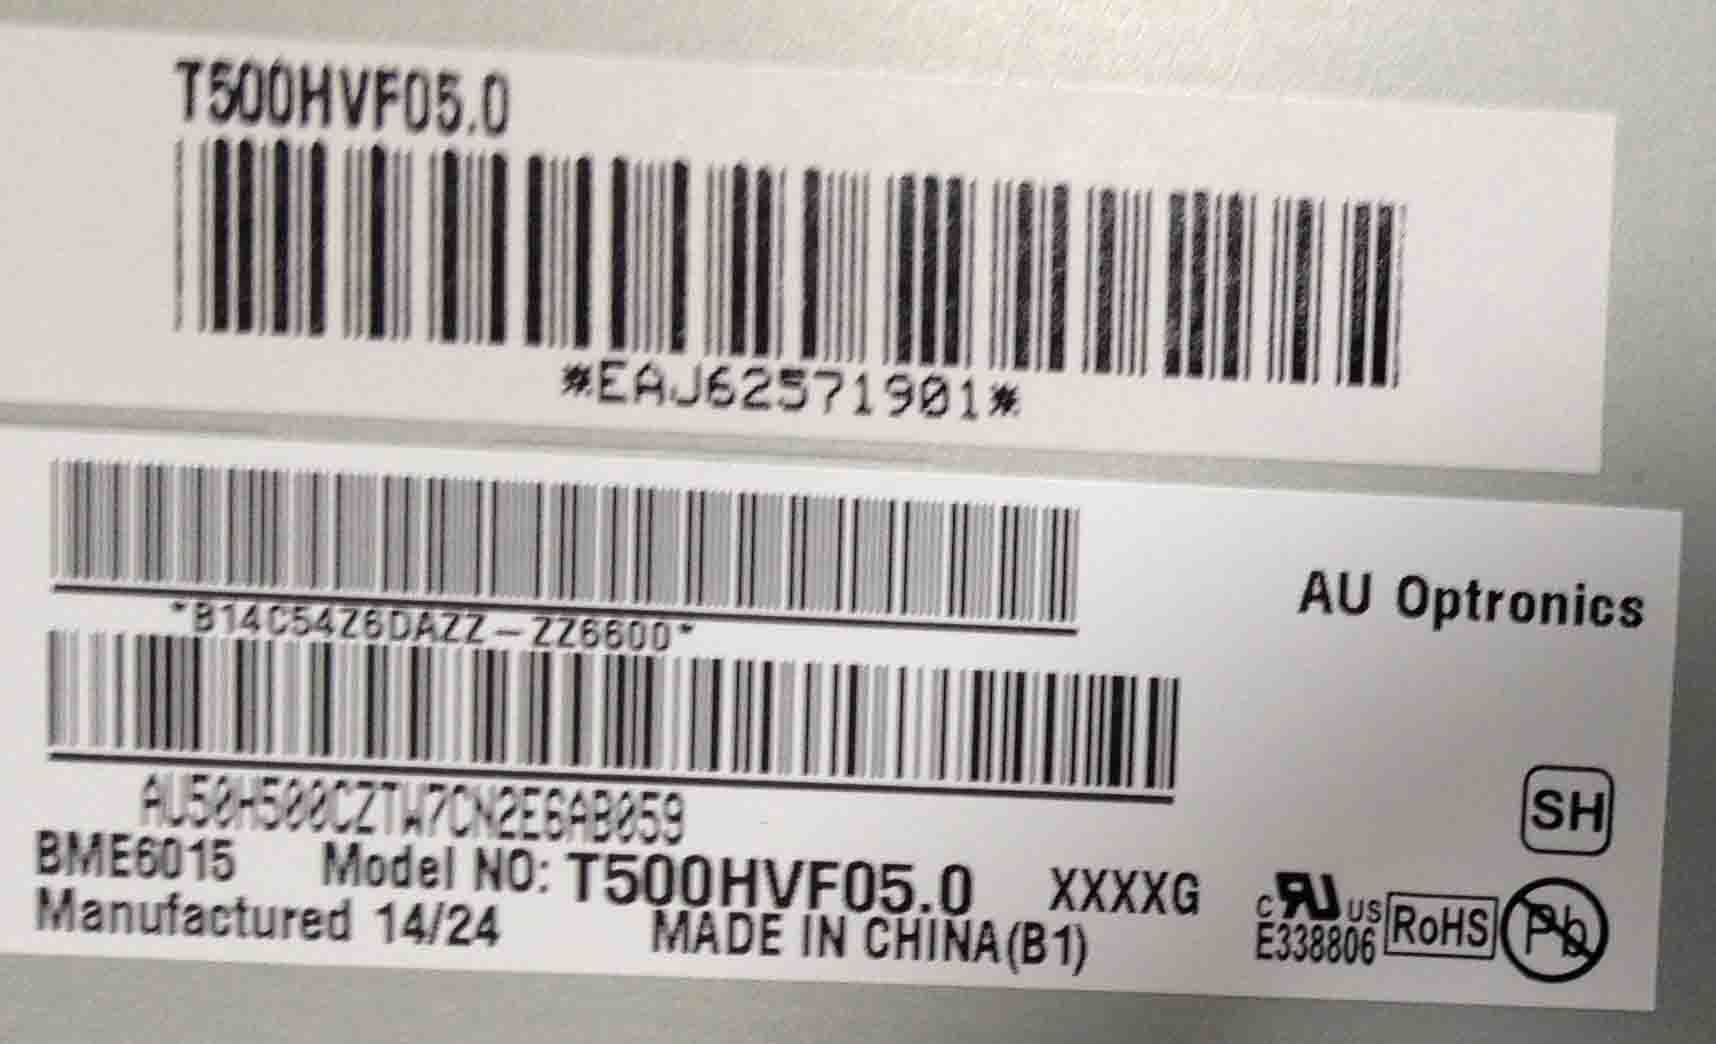 T500HVF05.0
*EAJ62571901*
AU Optronics
*B14C54Z6DAZZ-ZZ6600*
AU50H500CZTW7CN2E6AB059
SH
BME6015 Model NO: T500HVF05.0 XXXXG
Manufactured 14/24 MADE IN CHINA(B1)
c RU US
E338806
RoHS
Pb